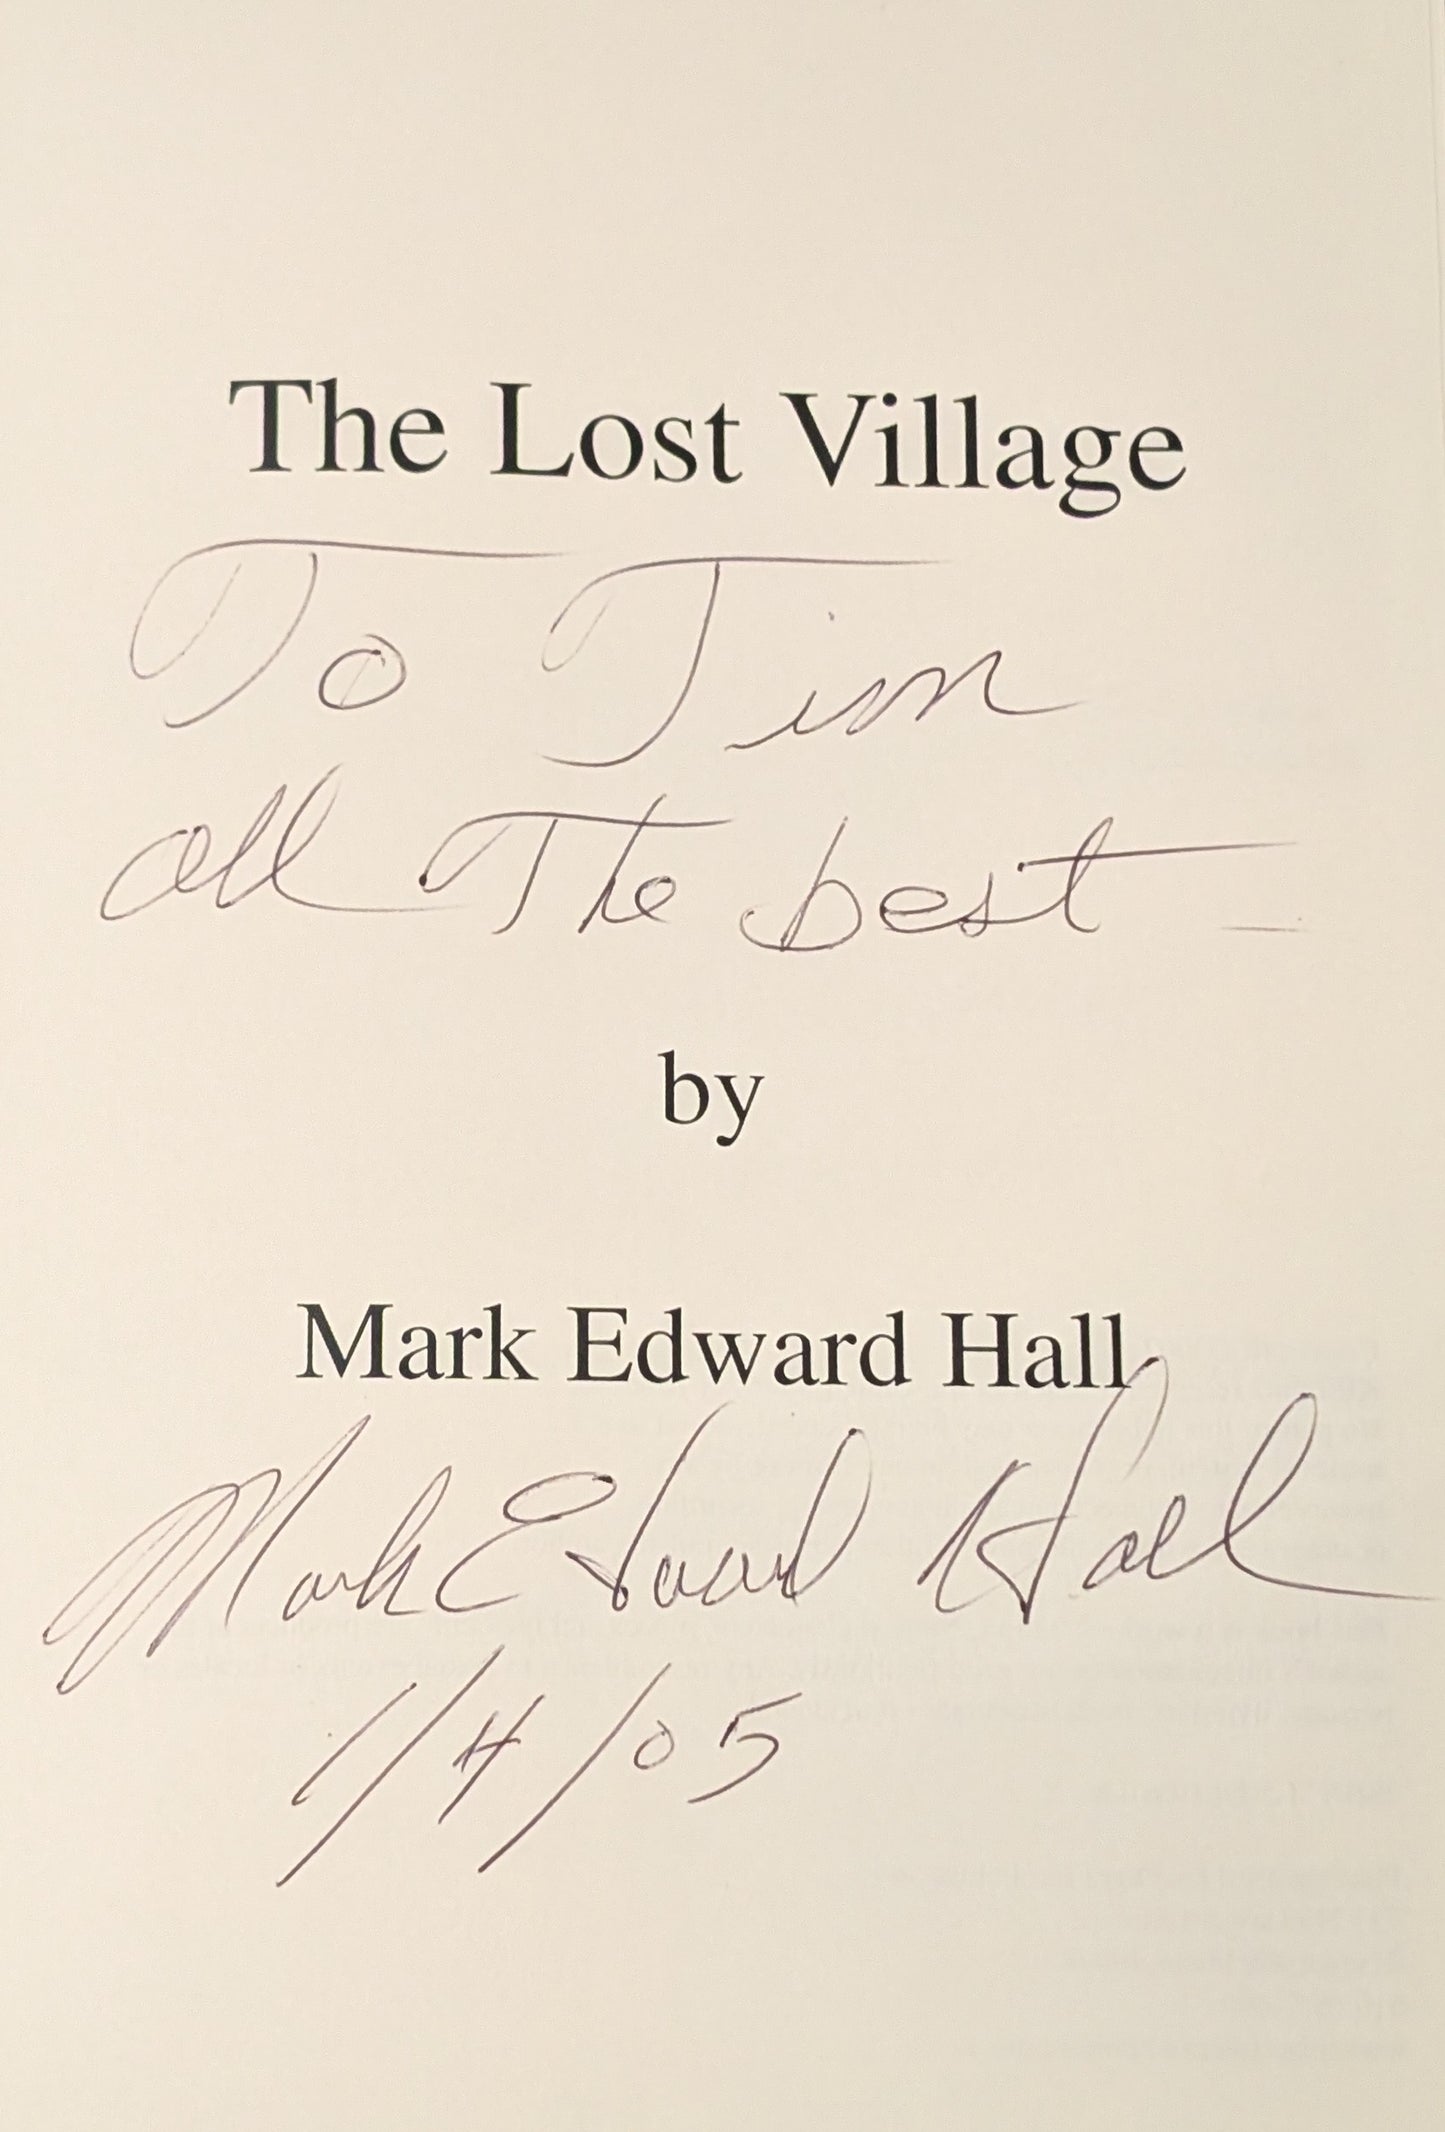 The Lost Village
To Tim
all The best –
by
Mark Edward Hall
Mark Edward Hall
1/4/05